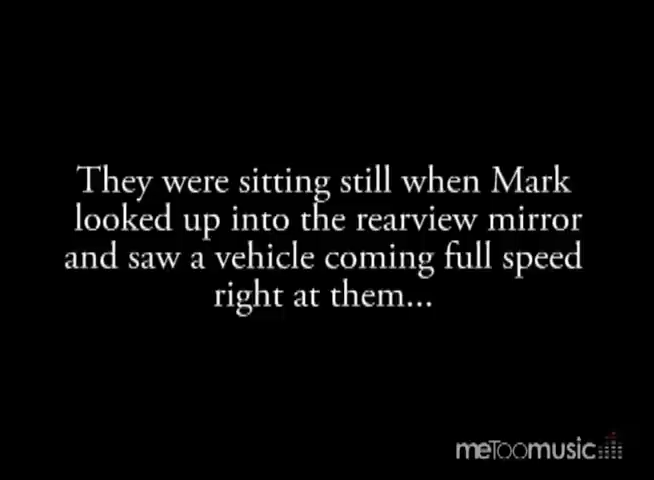 They were sitting still when Mark
looked up into the rearview mirror
and saw a vehicle coming full speed
right at them...
meToomusic